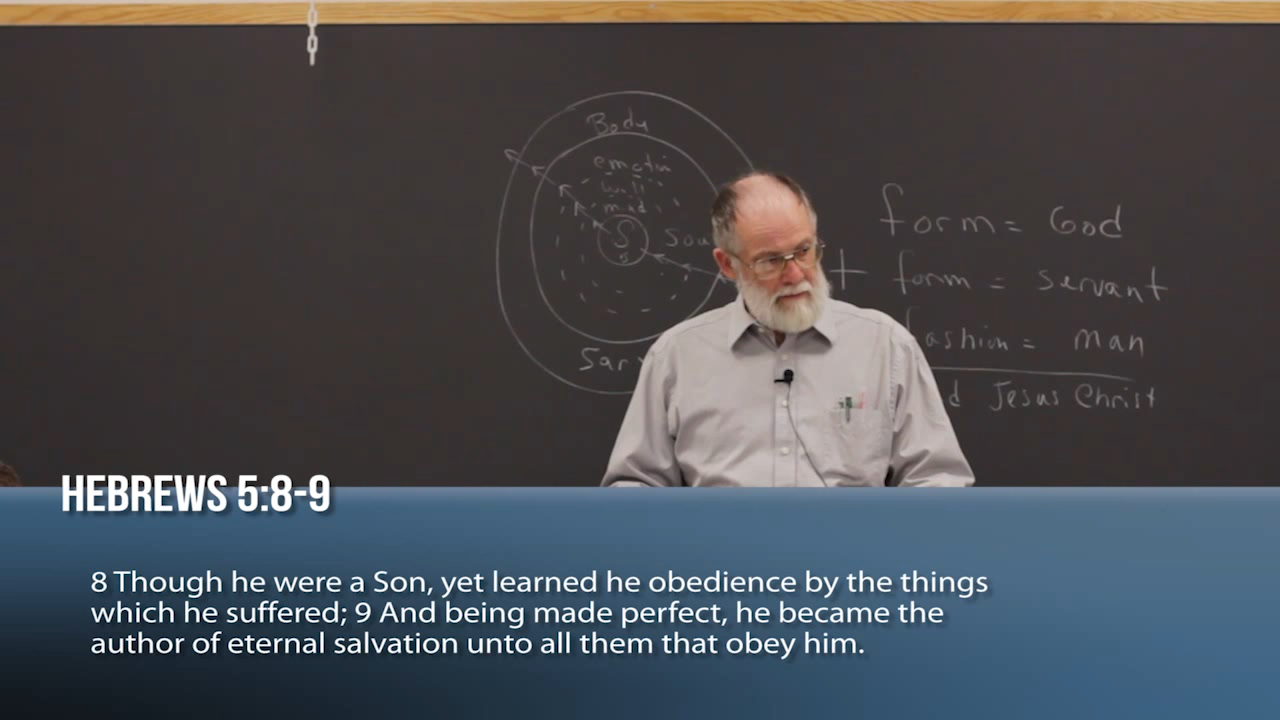 Body
emotion
will
mind
S
s
form = God
+ form = servant
fashion = man
Jesus Christ
HEBREWS 5:8-9
8 Though he were a Son, yet learned he obedience by the things
which he suffered; 9 And being made perfect, he became the
author of eternal salvation unto all them that obey him.